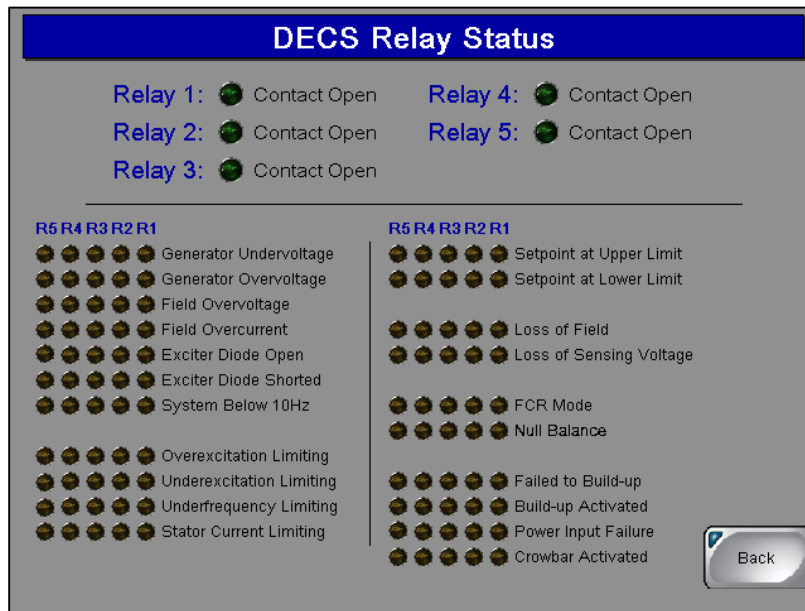 DECS Relay Status
Relay 1: Contact Open
Relay 4: Contact Open
Relay 2: Contact Open
Relay 5: Contact Open
Relay 3: Contact Open
R5 R4 R3 R2 R1
Generator Undervoltage
Generator Overvoltage
Field Overvoltage
Field Overcurrent
Exciter Diode Open
Exciter Diode Shorted
System Below 10Hz
Overexcitation Limiting
Underexcitation Limiting
Underfrequency Limiting
Stator Current Limiting
R5 R4 R3 R2 R1
Setpoint at Upper Limit
Setpoint at Lower Limit
Loss of Field
Loss of Sensing Voltage
FCR Mode
Null Balance
Failed to Build-up
Build-up Activated
Power Input Failure
Crowbar Activated
Back